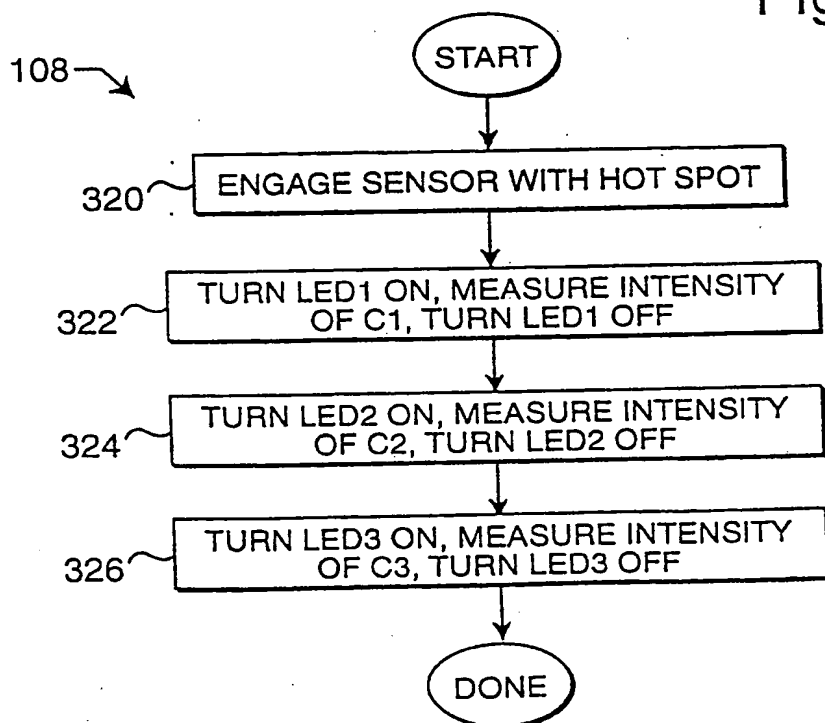 Fig
START
108
ENGAGE SENSOR WITH HOT SPOT
320
TURN LED1 ON, MEASURE INTENSITY
OF C1, TURN LED1 OFF
322
TURN LED2 ON, MEASURE INTENSITY
OF C2, TURN LED2 OFF
324
TURN LED3 ON, MEASURE INTENSITY
OF C3, TURN LED3 OFF
326
DONE